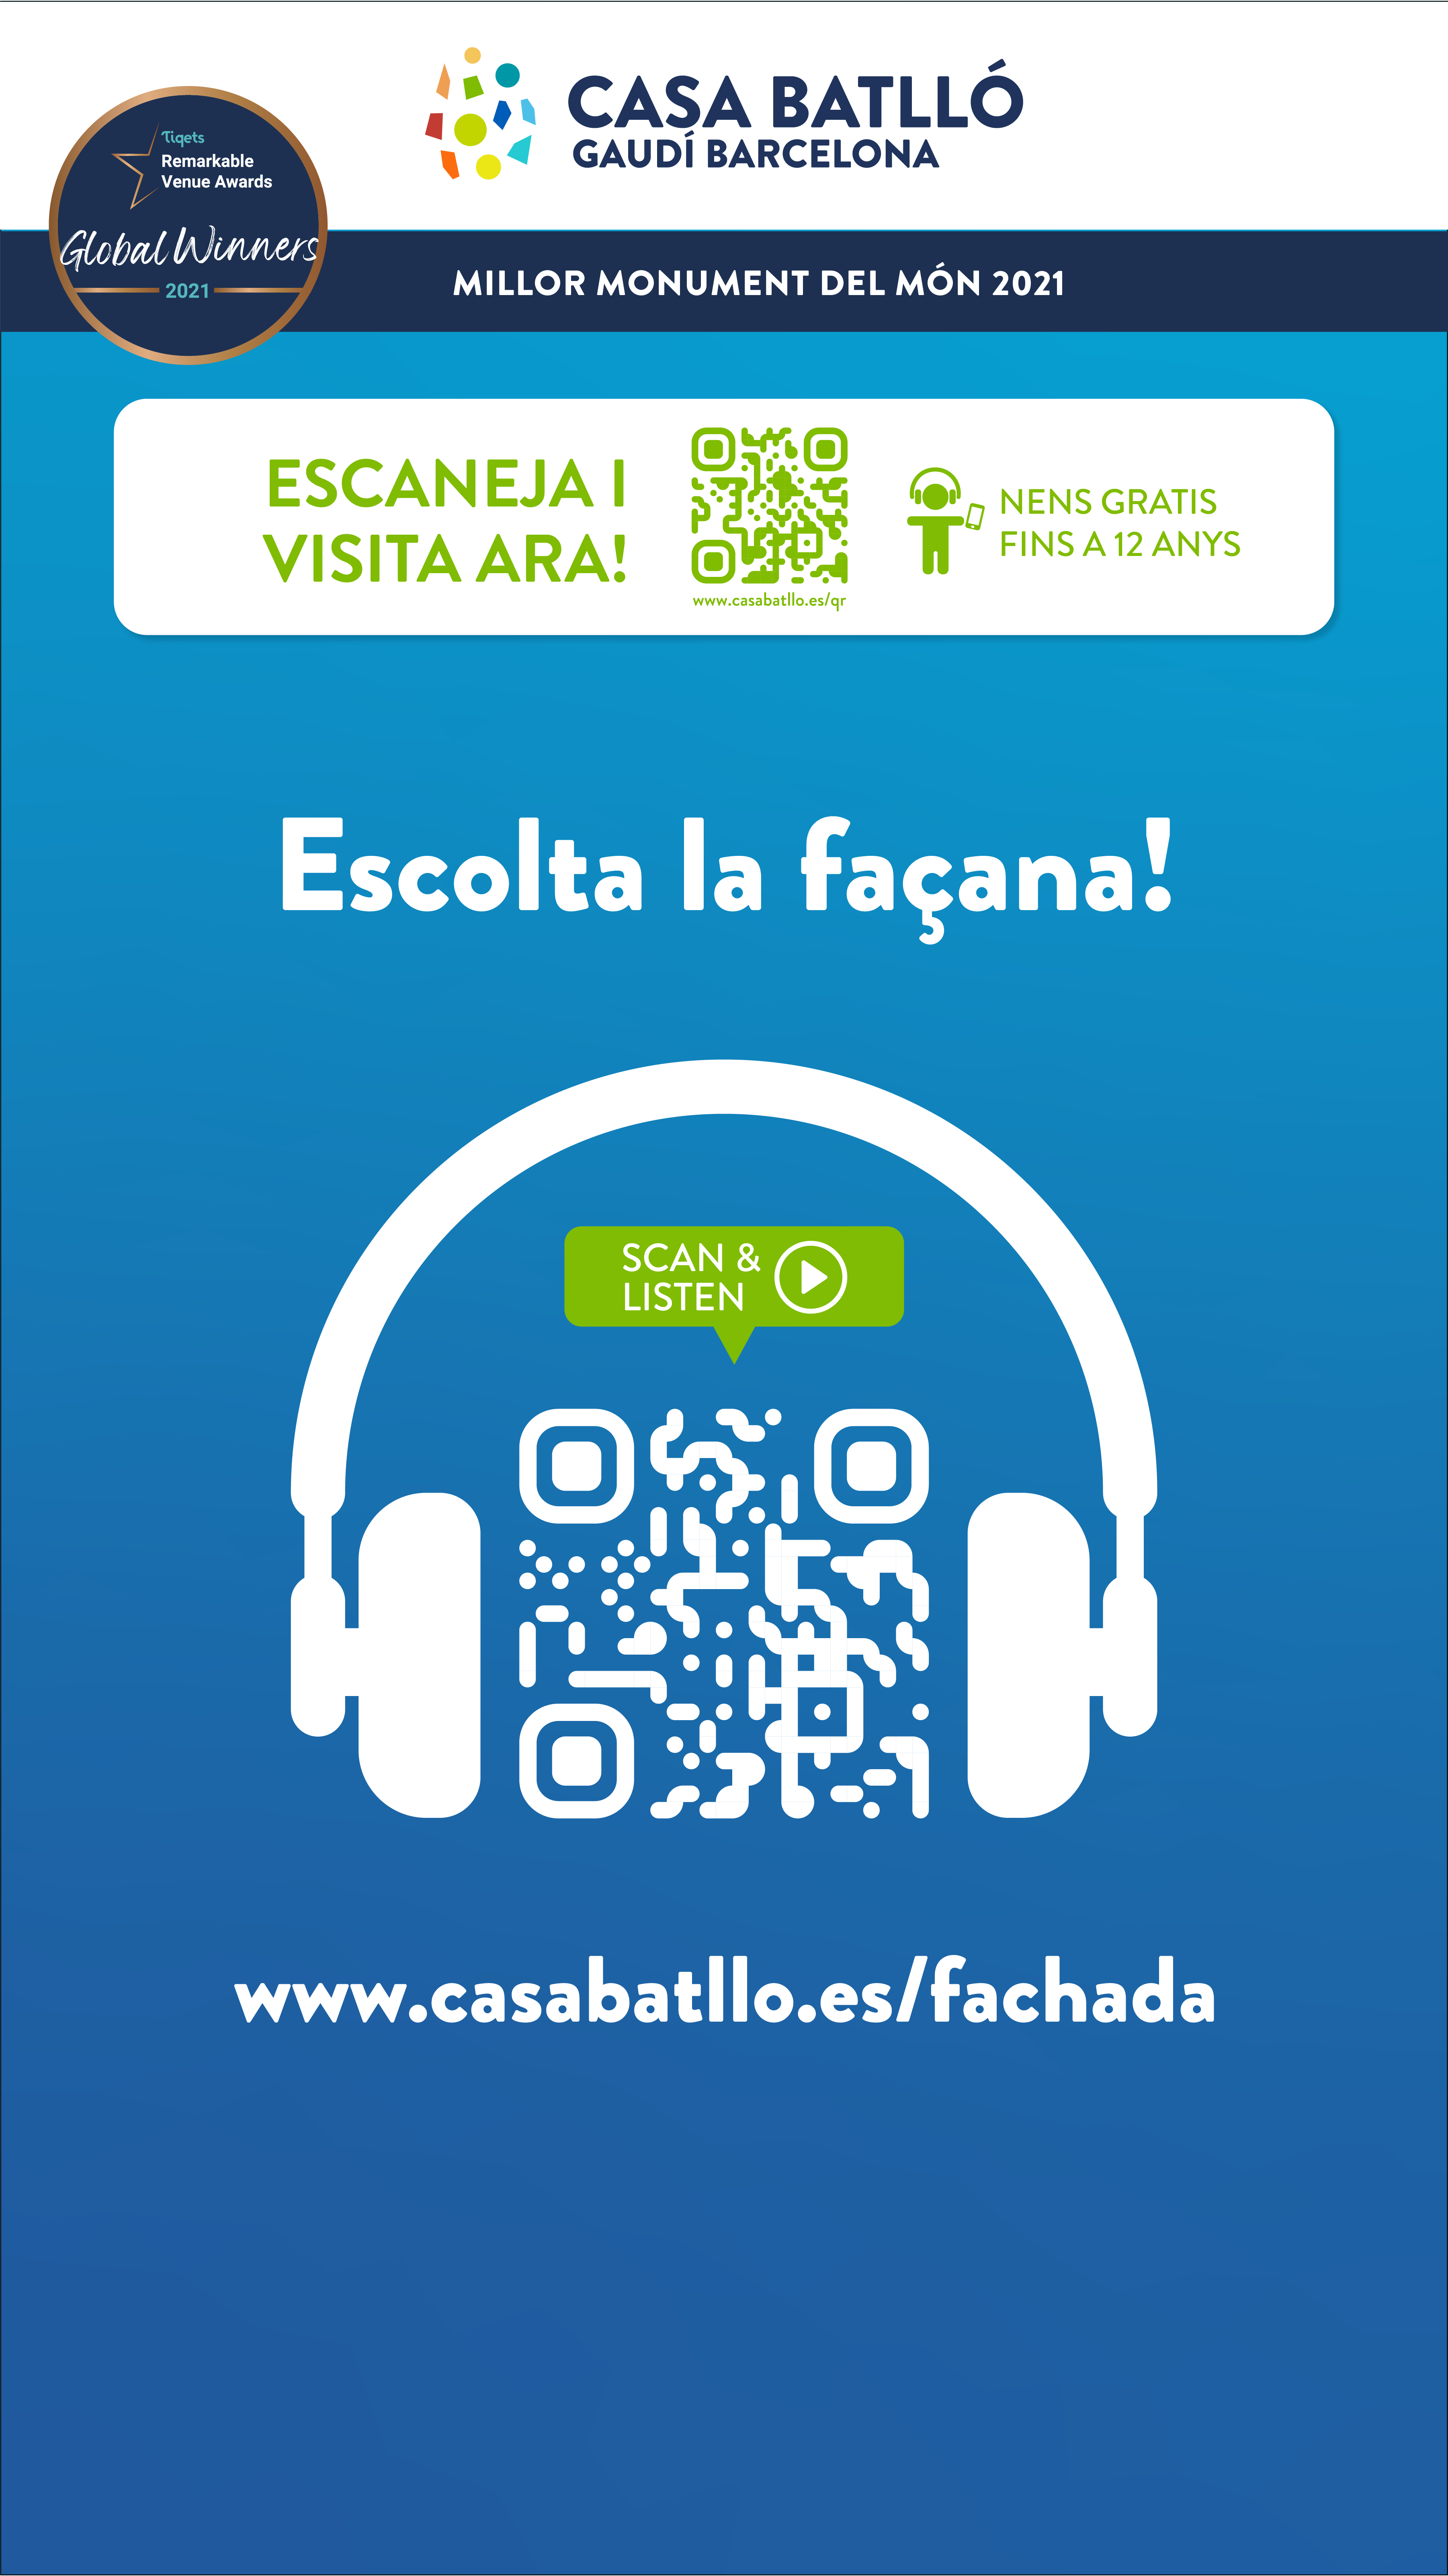 CASA BATLLÓ
GAUDÍ BARCELONA
Tiqets
Remarkable
Venue Awards
Global Winners
2021
MILLOR MONUMENT DEL MÓN 2021
ESCANEJA I
VISITA ARA!
www.casabatllo.es/qr
NENS GRATIS
FINS A 12 ANYS
Escolta la façana!
SCAN &
LISTEN
www.casabatllo.es/fachada